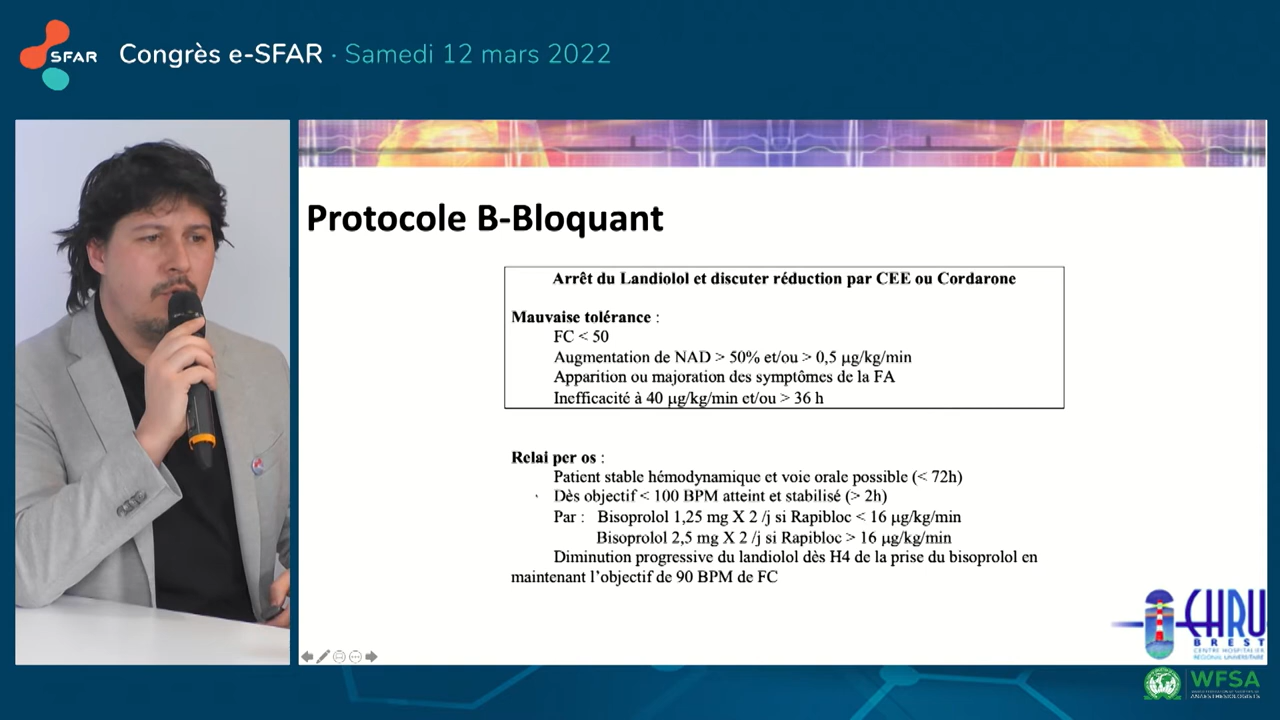 SFAR
Congrès e-SFAR · Samedi 12 mars 2022
Protocole B-Bloquant
Arrêt du Landiolol et discuter réduction par CEE ou Cordarone
Mauvaise tolérance :
FC < 50
Augmentation de NAD > 50% et/ou > 0,5 µg/kg/min
Apparition ou majoration des symptômes de la FA
Inefficacité à 40 µg/kg/min et/ou > 36 h
Relai per os :
Patient stable hémodynamique et voie orale possible (< 72h)
Dès objectif < 100 BPM atteint et stabilisé (> 2h)
Par : Bisoprolol 1,25 mg X 2 /j si Rapibloc < 16 µg/kg/min
Bisoprolol 2,5 mg X 2 /j si Rapibloc > 16 µg/kg/min
Diminution progressive du landiolol dès H4 de la prise du bisoprolol en
maintenant l'objectif de 90 BPM de FC
CHRU
BREST
CENTRE HOSPITALIER
RÉGIONAL UNIVERSITAIRE
WFSA
ANAESTHESIOLOGISTS